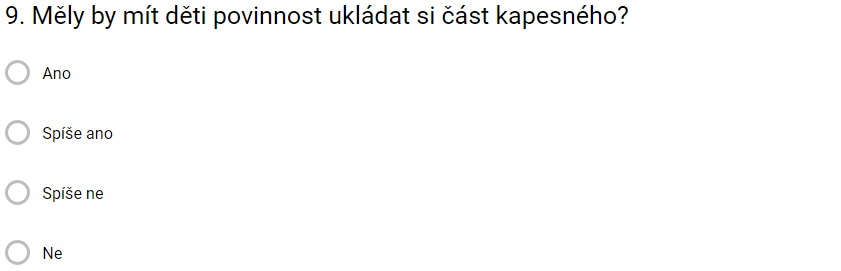 9. Měly by mít děti povinnost ukládat si část kapesného?
Ano
Spíše ano
Spíše ne
Ne